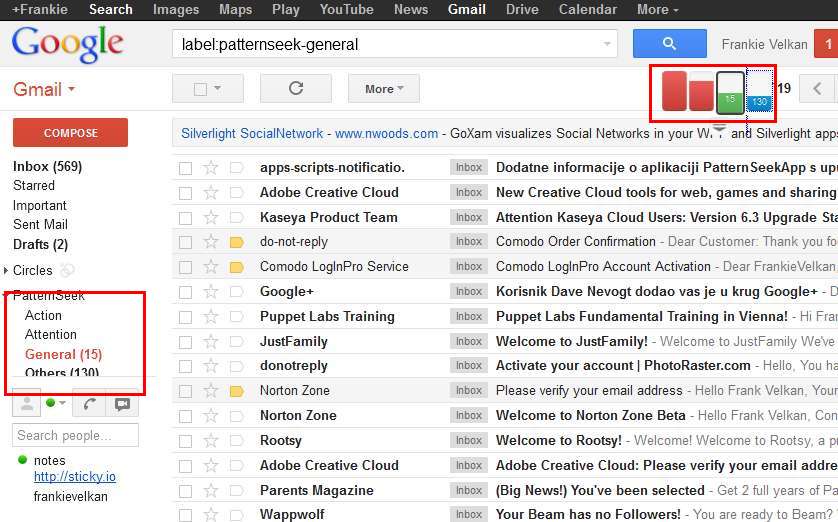 +Frankie Search Images Maps Play YouTube News Gmail Drive Calendar More
Google label:patternseek-general Frankie Velkan 1
Gmail More 15 130 19
COMPOSE
Silverlight SocialNetwork - www.nwoods.com - GoXam visualizes Social Networks in your and Silverlight apps
Inbox (569)
Starred
Important
Sent Mail
Drafts (2)
Circles
PatternSeek
Action
Attention
General (15)
Others (130)
Search people...
notes
http://sticky.io
frankievelkan
apps-scripts-notificatio. Inbox Dodatne informacije o aplikaciji PatternSeekApp s
Adobe Creative Cloud Inbox New Creative Cloud tools for web, games and sharing
Kaseya Product Team Inbox Attention Kaseya Cloud Users: Version 6.3 Upgrade
do-not-reply Inbox Comodo Order Confirmation - Dear Customer: Thank you fo
Comodo LogInPro Service Inbox Comodo LogInPro Account Activation - Dear FrankieVelkan,
Google+ Inbox Korisnik Dave Nevogt dodao vas je u krug Google+ -
Puppet Labs Training Inbox Puppet Labs Fundamental Training in Vienna! -
JustFamily Inbox Welcome to JustFamily! - Welcome to JustFamily We've
donotreply Inbox Activate your account | PhotoRaster.com - Hello, You
Norton Zone Inbox Please verify your email address - Hello Frank Velkan, Your
Norton Zone Inbox Welcome to Norton Zone Beta - Hello Frank Velkan, Con
Rootsy Inbox Welcome to Rootsy! - Welcome! Welcome to Rootsy, a
Adobe Creative Cloud Inbox Adobe Creative Cloud: Please verify your email addre
Parents Magazine Inbox (Big News!) You've been selected - Get 2 full years of
Wappwolf Inbox Your Beam has no Followers! - You are ready to Beam?